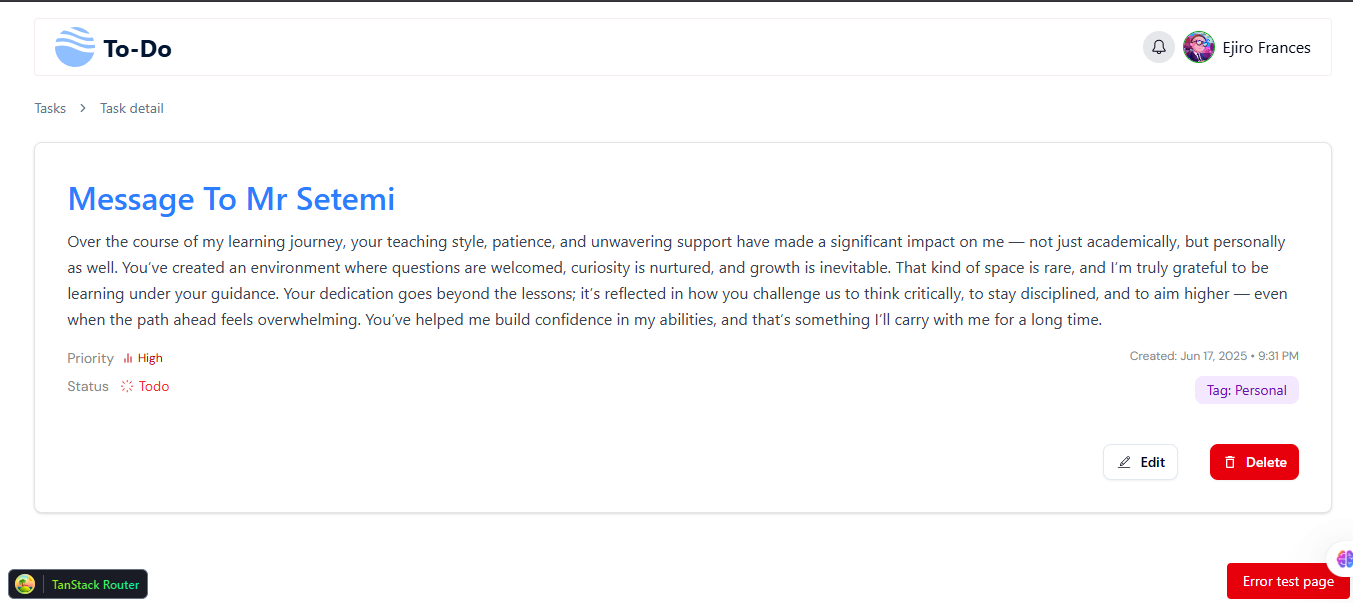 To-Do
Ejiro Frances
Tasks > Task detail
Message To Mr Setemi
Over the course of my learning journey, your teaching style, patience, and unwavering support have made a significant impact on me — not just academically, but personally
as well. You’ve created an environment where questions are welcomed, curiosity is nurtured, and growth is inevitable. That kind of space is rare, and I’m truly grateful to be
learning under your guidance. Your dedication goes beyond the lessons; it’s reflected in how you challenge us to think critically, to stay disciplined, and to aim higher — even
when the path ahead feels overwhelming. You’ve helped me build confidence in my abilities, and that’s something I’ll carry with me for a long time.
Priority High
Created: Jun 17, 2025 • 9:31 PM
Status Todo
Tag: Personal
Edit
Delete
TanStack Router
Error test page